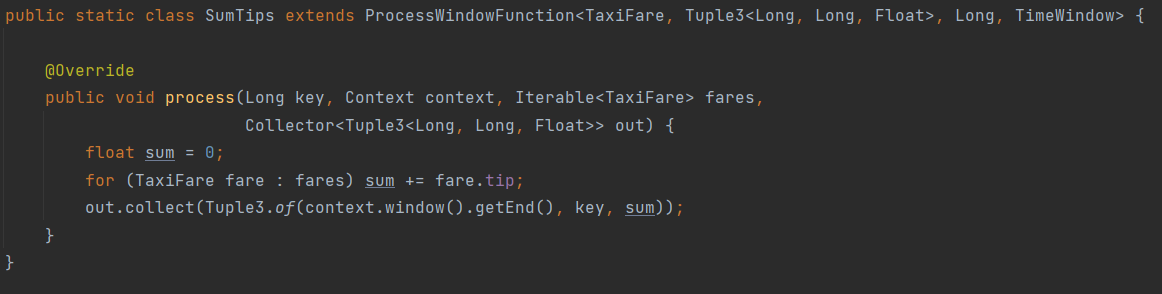 public static class SumTips extends ProcessWindowFunction<TaxiFare, Tuple3<Long, Long, Float>, Long, TimeWindow> {
@Override
public void process(Long key, Context context, Iterable<TaxiFare> fares,
Collector<Tuple3<Long, Long, Float>> out) {
float sum = 0;
for (TaxiFare fare : fares) sum += fare.tip;
out.collect(Tuple3.of(context.window().getEnd(), key, sum));
}
}